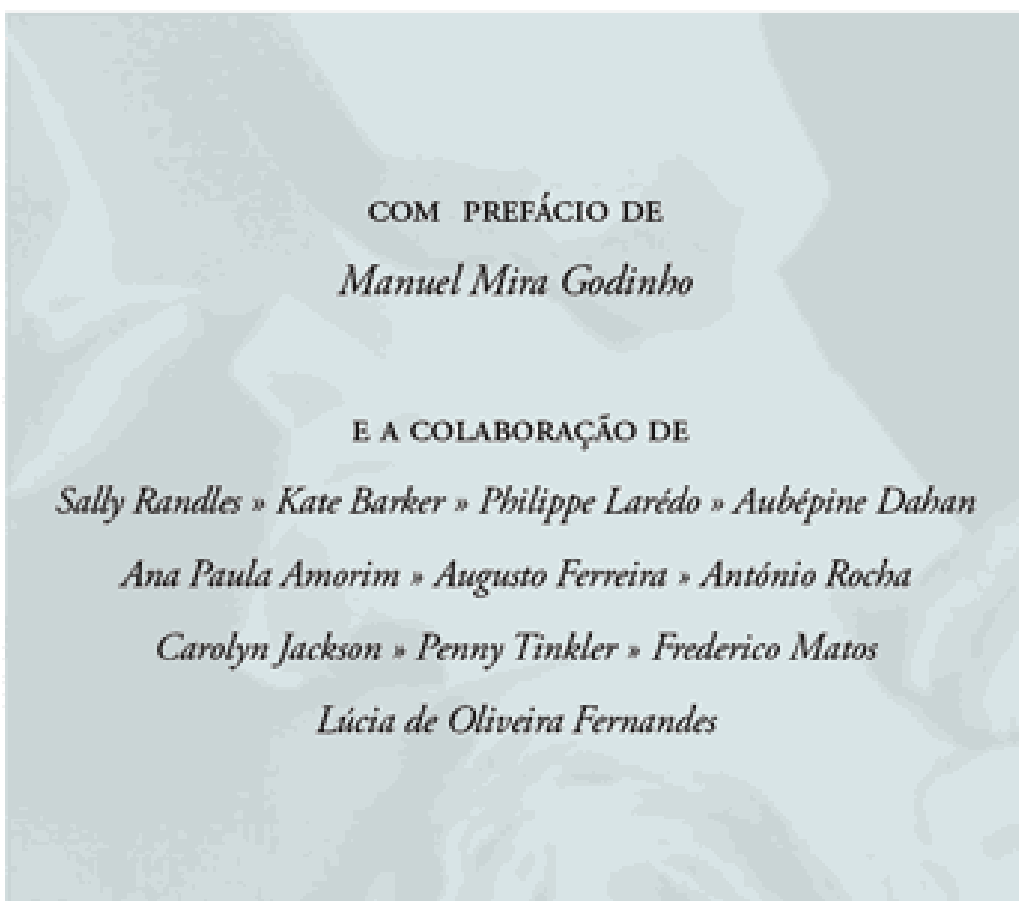 COM PREFÁCIO DE
Manuel Mira Godinho
E A COLABORAÇÃO DE
Sally Randles » Kate Barker » Philippe Larédo » Aubépine Dahan
Ana Paula Amorim » Augusto Ferreira » António Rocha
Carolyn Jackson » Penny Tinkler » Frederico Matos
Lúcia de Oliveira Fernandes